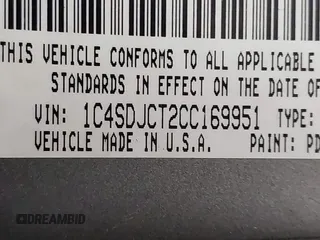 THIS VEHICLE CONFORMS TO ALL APPLICABLE
STANDARDS IN EFFECT ON THE DATE OF
VIN: 1C4SDJCT2CC169951 TYPE:
VEHICLE MADE IN U.S.A. PAINT: PD
DREAMBID